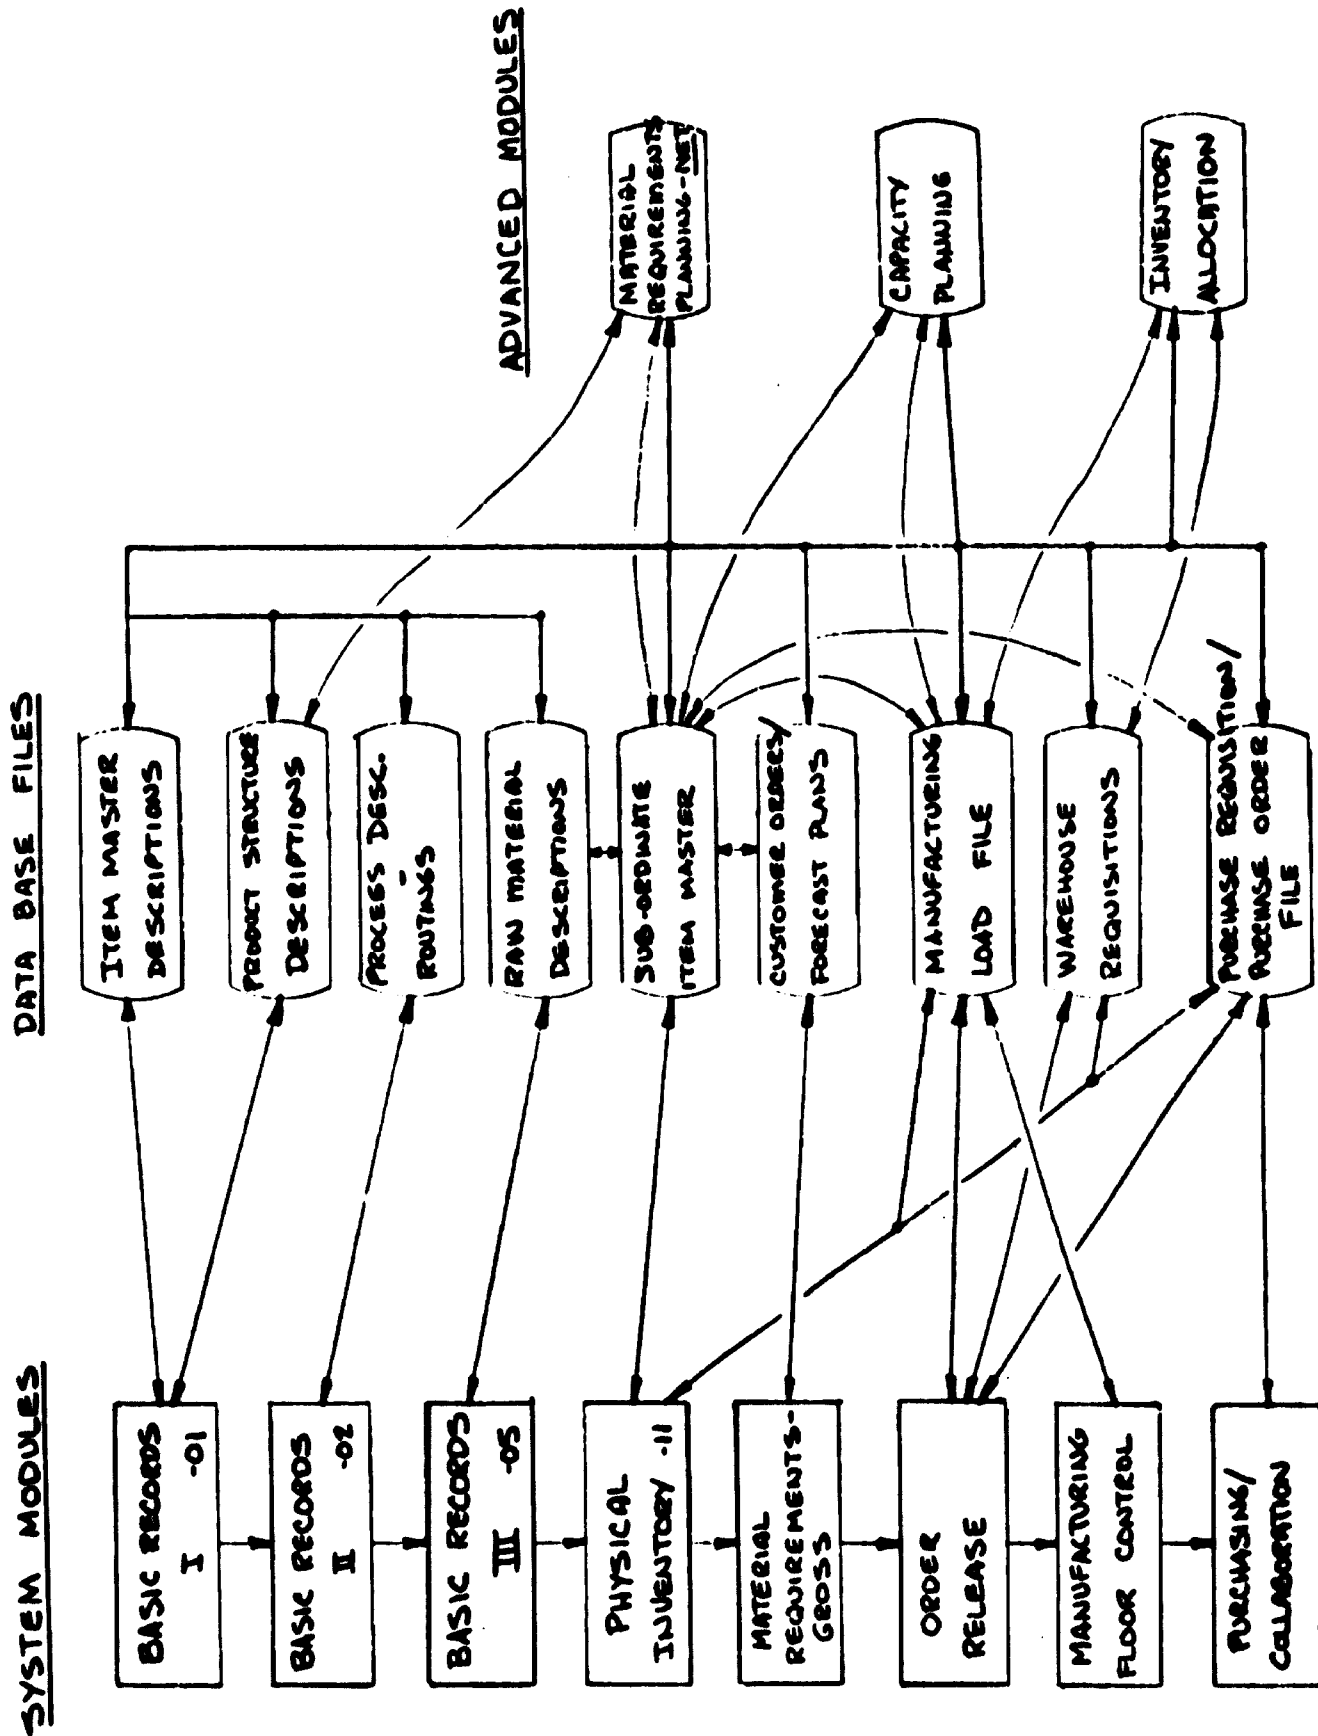 SYSTEM MODULES
BASIC RECORDS
I -01
BASIC RECORDS
II -02
BASIC RECORDS
III -05
PHYSICAL
INVENTORY -11
MATERIAL
REQUIREMENTS-
GROSS
ORDER
RELEASE
MANUFACTURING
FLOOR CONTROL
PURCHASING/
COLLABORATION
DATA BASE FILES
ITEM MASTER
DESCRIPTIONS
PRODUCT STRUCTURE
DESCRIPTIONS
PROCESS DESC.
-
ROUTINGS
RAW MATERIAL
DESCRIPTIONS
SUB-ORDINATE
ITEM MASTER
CUSTOMER ORDERS/
FORECAST PLANS
MANUFACTURING
LOAD FILE
WAREHOUSE
REQUISITIONS
PURCHASE REQUISITION/
PURCHASE ORDER
FILE
ADVANCED MODULES
MATERIAL
REQUIREMENTS
PLANNING-NET
CAPACITY
PLANNING
INVENTORY
ALLOCATION